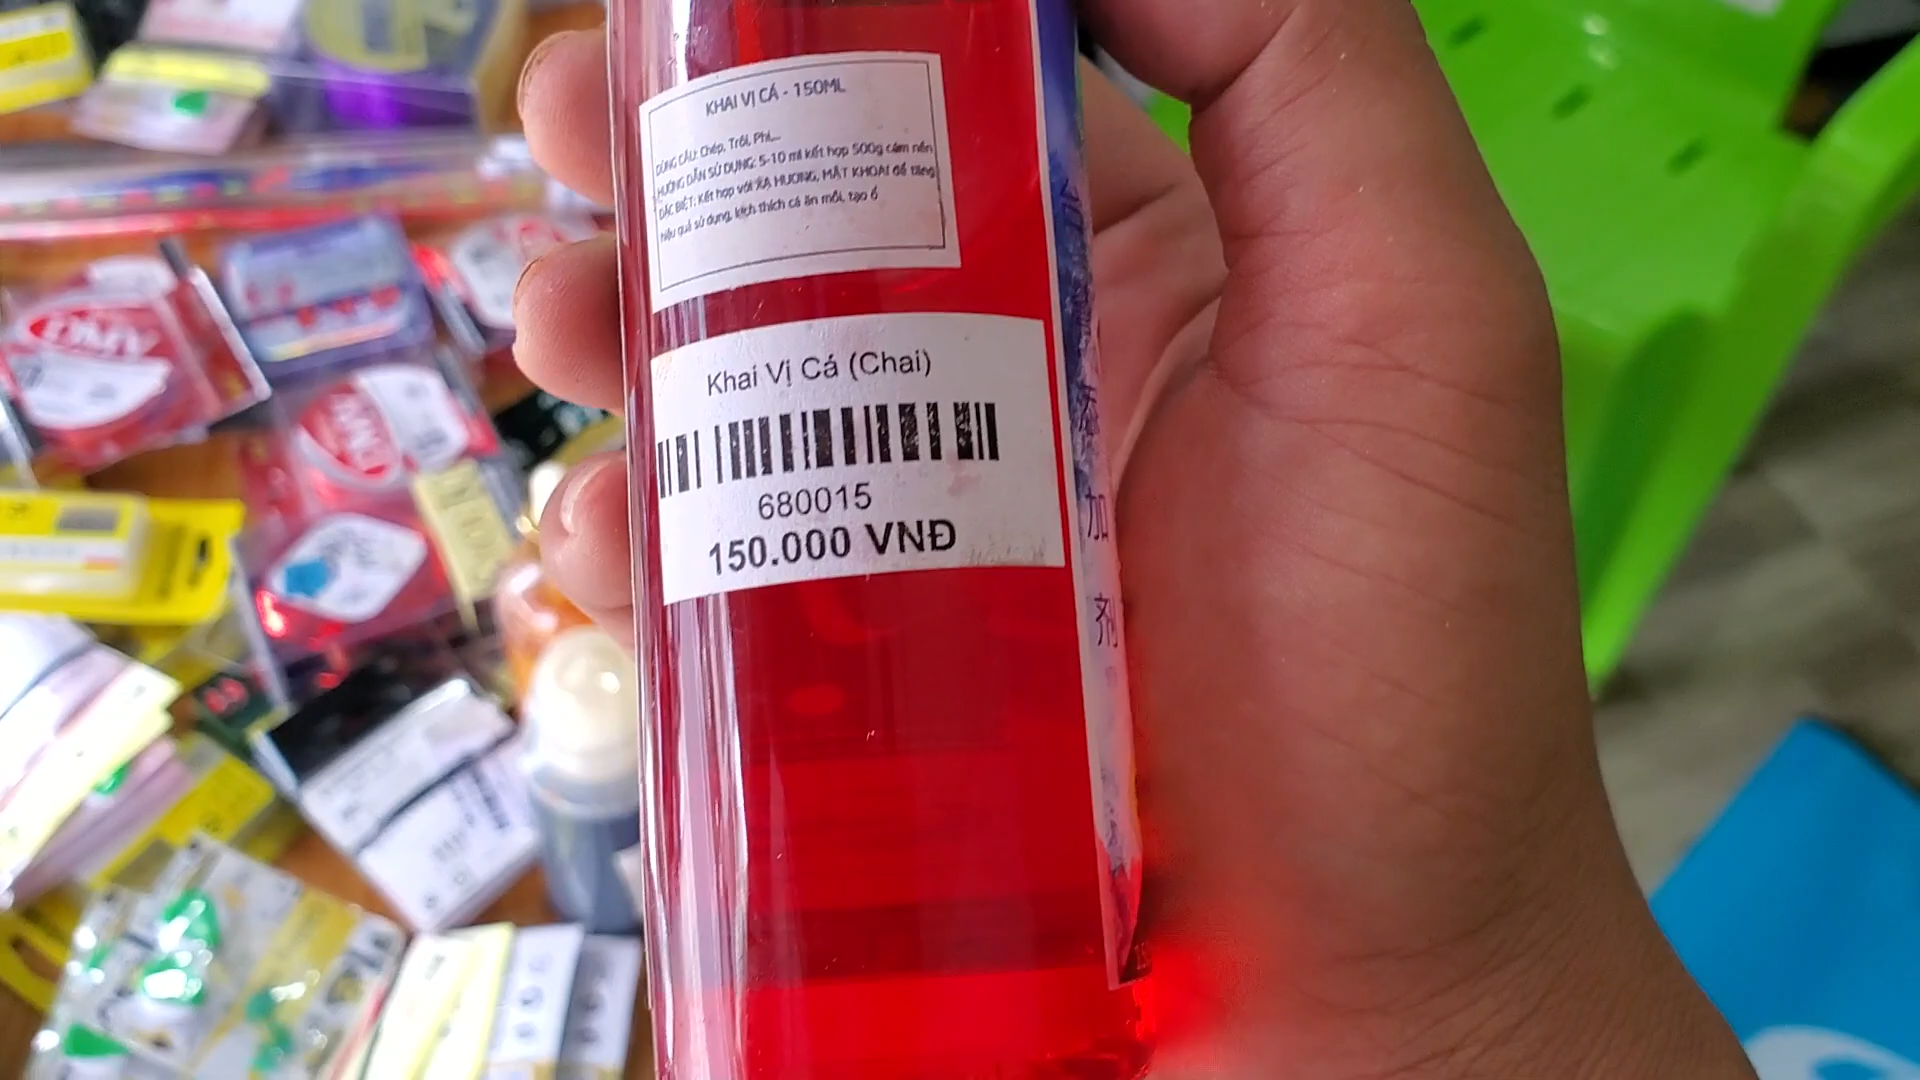 KHAI VỊ CÁ - 150ML
DÙNG CÂU: Chép, Trôi, Phi,...
HƯỚNG DẪN SỬ DỤNG: 5-10 ml kết hợp 500g cám nền
ĐẶC BIỆT: Kết hợp với XẠ HƯƠNG, MẬT KHOAI để tăng
hiệu quả sử dụng, kích thích cá ăn mồi, tạo ổ
Khai Vị Cá (Chai)
680015
150.000 VNĐ
添
加
剂
DMV